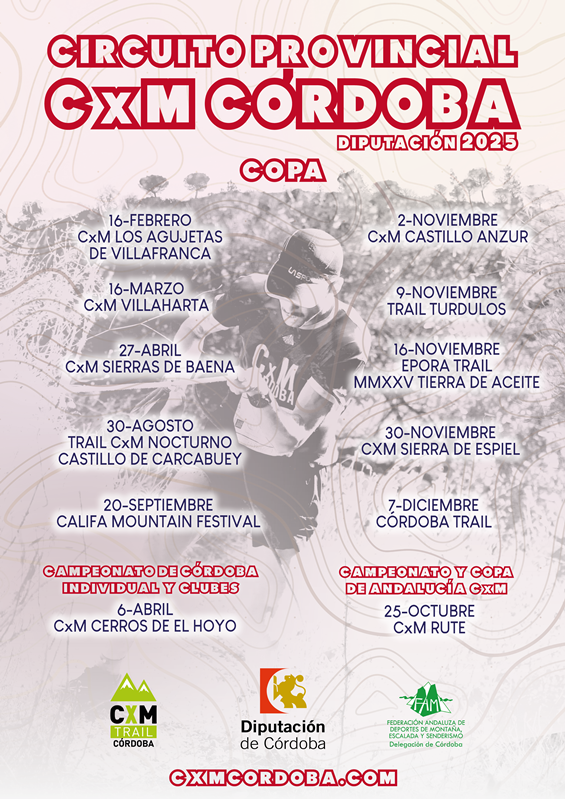 CIRCUITO PROVINCIAL
CxM CÓRDOBA
DIPUTACIÓN 2025
COPA
16-FEBRERO
CxM LOS AGUJETAS
DE VILLAFRANCA
16-MARZO
CxM VILLAHARTA
27-ABRIL
CxM SIERRAS DE BAENA
30-AGOSTO
TRAIL CxM NOCTURNO
CASTILLO DE CARCABUEY
20-SEPTIEMBRE
CALIFA MOUNTAIN FESTIVAL
2-NOVIEMBRE
CxM CASTILLO ANZUR
9-NOVIEMBRE
TRAIL TURDULOS
16-NOVIEMBRE
EPORA TRAIL
MMXXV TIERRA DE ACEITE
30-NOVIEMBRE
CXM SIERRA DE ESPIEL
7-DICIEMBRE
CÓRDOBA TRAIL
CxM
CÓRDOBA
CAMPEONATO DE CÓRDOBA
INDIVIDUAL Y CLUBES
6-ABRIL
CxM CERROS DE EL HOYO
CAMPEONATO Y COPA
DE ANDALUCÍA CxM
25-OCTUBRE
CxM RUTE
CXM
TRAIL
CÓRDOBA
Diputación
de Córdoba
FAM
FEDERACIÓN ANDALUZA DE
DEPORTES DE MONTAÑA,
ESCALADA Y SENDERISMO
Delegación de Córdoba
CXMCORDOBA.COM